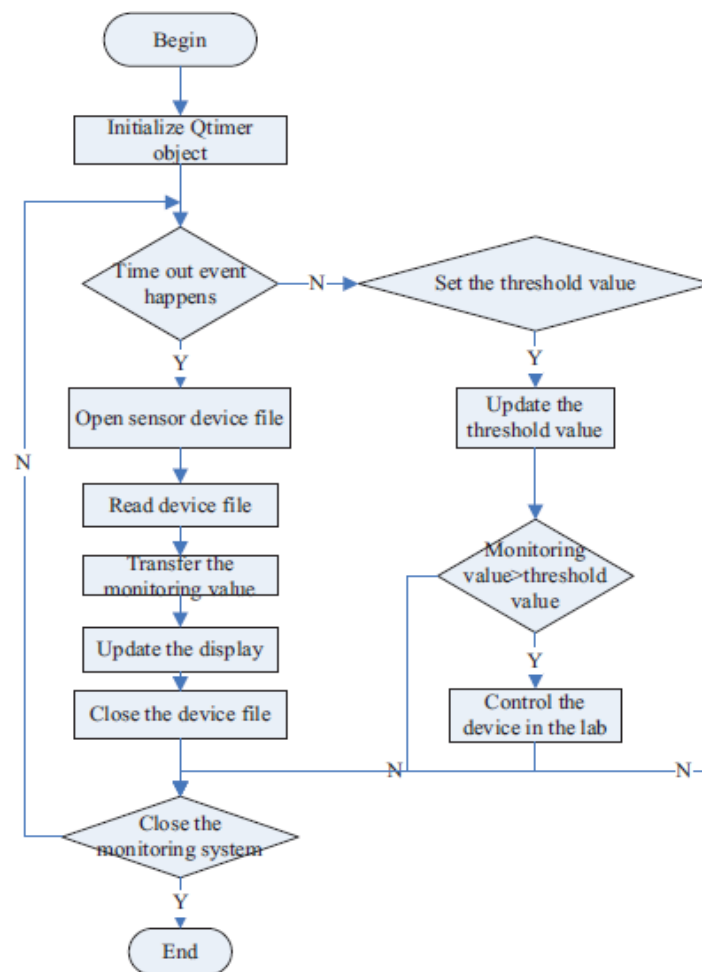 Begin
Initialize Qtimer
object
Time out event
happens
N
Set the threshold value
Y
Y
Open sensor device file
Update the
threshold value
N
Read device file
Transfer the
monitoring value
Monitoring
value>threshold
value
Update the display
Y
Close the device file
Control the
device in the lab
N
N
Close the
monitoring system
Y
End